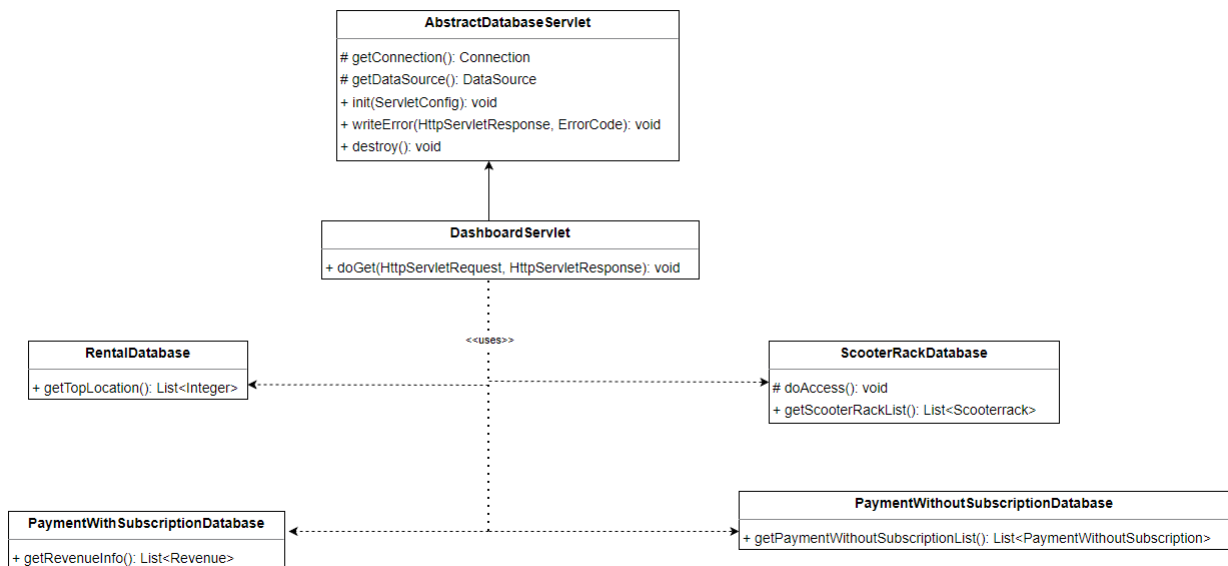 AbstractDatabaseServlet
# getConnection(): Connection
# getDataSource(): DataSource
+ init(ServletConfig): void
+ writeError(HttpServletResponse, ErrorCode): void
+ destroy(): void
DashboardServlet
+ doGet(HttpServletRequest, HttpServletResponse): void
<<uses>>
RentalDatabase
+ getTopLocation(): List<Integer>
ScooterRackDatabase
# doAccess(): void
+ getScooterRackList(): List<Scooterrack>
PaymentWithSubscriptionDatabase
+ getRevenueInfo(): List<Revenue>
PaymentWithoutSubscriptionDatabase
+ getPaymentWithoutSubscriptionList(): List<PaymentWithoutSubscription>